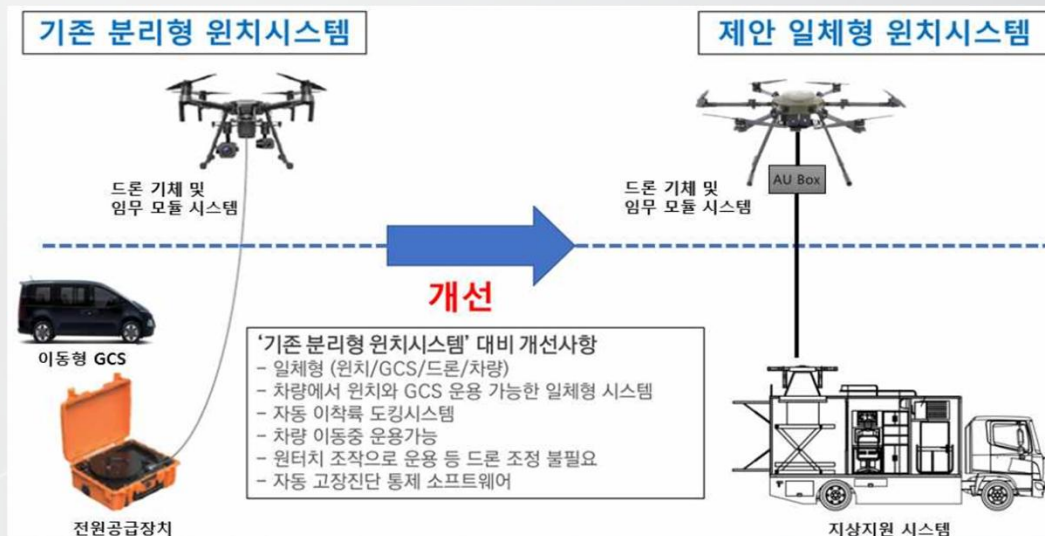 기존 분리형 윈치시스템
제안 일체형 윈치시스템
드론 기체 및
임무 모듈 시스템
드론 기체 및
임무 모듈 시스템
AU Box
개선
이동형 GCS
'기존 분리형 윈치시스템' 대비 개선사항
- 일체형 (윈치/GCS/드론/차량)
- 차량에서 윈치와 GCS 운용 가능한 일체형 시스템
- 자동 이착륙 도킹시스템
- 차량 이동중 운용가능
- 원터치 조작으로 운용 등 드론 조정 불필요
- 자동 고장진단 통제 소프트웨어
전원공급장치
지상지원 시스템